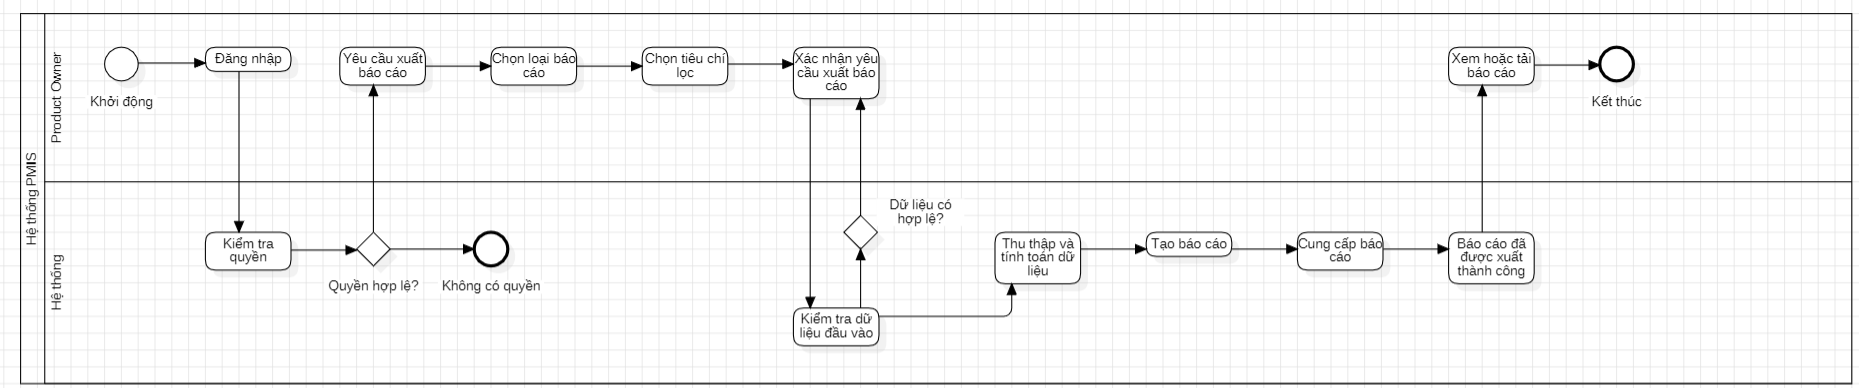 Hệ thống PMIS
Product Owner
Khởi động
Đăng nhập
Yêu cầu xuất
báo cáo
Chọn loại báo
cáo
Chọn tiêu chí
lọc
Xác nhận yêu
cầu xuất báo
cáo
Xem hoặc tải
báo cáo
Kết thúc
Hệ thống
Kiểm tra
quyền
Quyền hợp lệ?
Không có quyền
Dữ liệu có
hợp lệ?
Kiểm tra dữ
liệu đầu vào
Thu thập và
tính toán dữ
liệu
Tạo báo cáo
Cung cấp báo
cáo
Báo cáo đã
được xuất
thành công